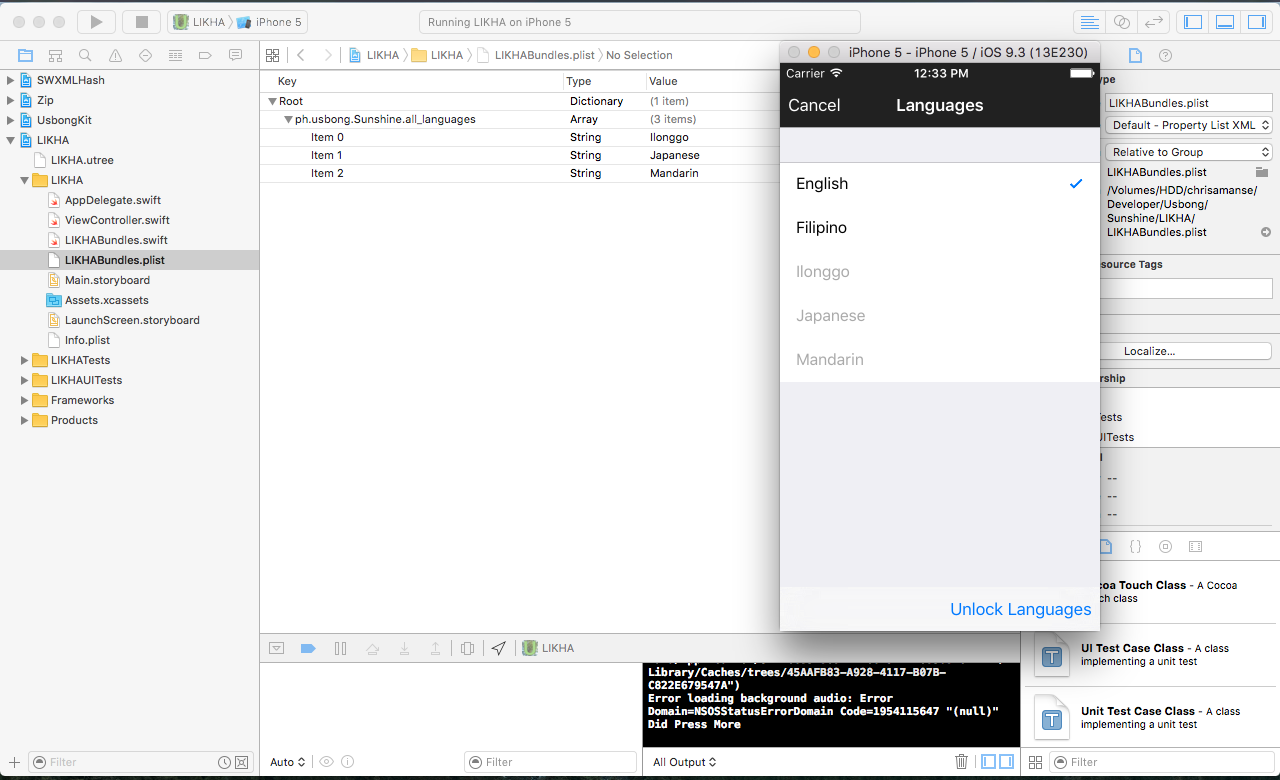 LIKHA
iPhone 5
Running LIKHA on iPhone 5
LIKHA
LIKHA
LIKHABundles.plist
No Selection
SWXMLHash
Zip
UsbongKit
LIKHA
LIKHA.utree
LIKHA
AppDelegate.swift
ViewController.swift
LIKHABundles.swift
LIKHABundles.plist
Main.storyboard
Assets.xcassets
LaunchScreen.storyboard
Info.plist
LIKHATests
LIKHAUITests
Frameworks
Products
Filter
Key Type Value
Root Dictionary (1 item)
ph.usbong.Sunshine.all_languages Array (3 items)
Item 0 String Ilonggo
Item 1 String Japanese
Item 2 String Mandarin
iPhone 5 - iPhone 5 / iOS 9.3 (13E230)
Carrier 12:33 PM
Cancel Languages
English
Filipino
Ilonggo
Japanese
Mandarin
Unlock Languages
LIKHA
Library/Caches/trees/45AAFB83-A928-4117-B07B-
C822E679547A")
Error loading background audio: Error
Domain=NSOSStatusErrorDomain Code=1954115647 "(null)"
Did Press More
Auto
Filter
All Output
ype
LIKHABundles.plist
Default - Property List XML
Relative to Group
LIKHABundles.plist
/Volumes/HDD/chrisamanse/
Developer/Usbong/
Sunshine/LIKHA/
LIKHABundles.plist
source Tags
Localize...
rship
ests
UITests
--
--
--
{}
coa Touch Class - A Cocoa
ch class
T
UI Test Case Class - A class
implementing a unit test
T
Unit Test Case Class - A class
implementing a unit test
Filter